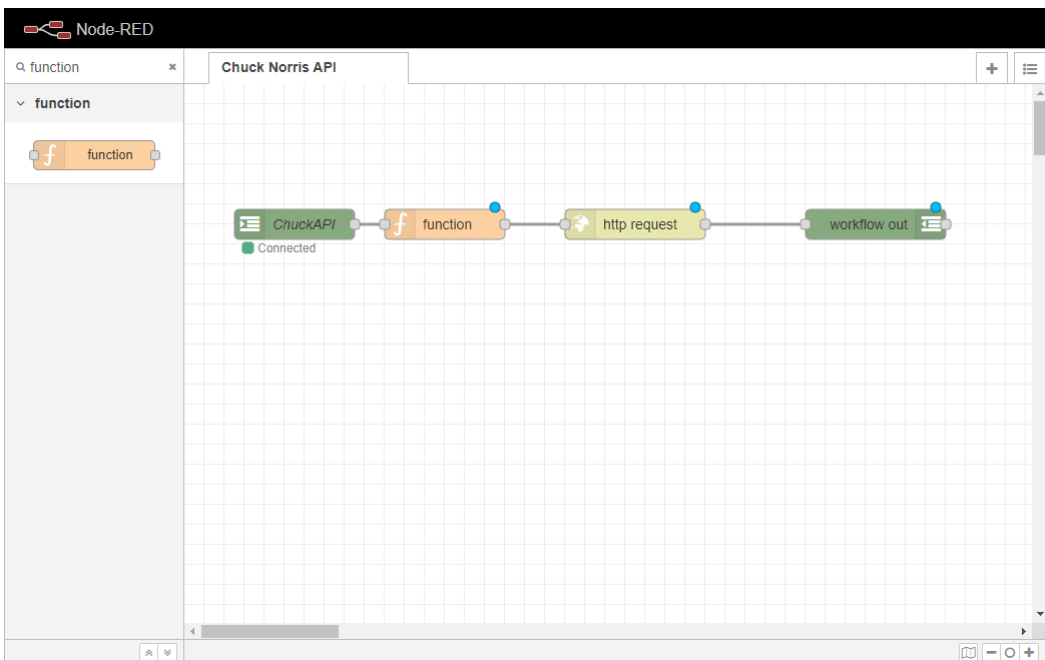 Node-RED
function
Chuck Norris API
function
function
ChuckAPI
function
http request
workflow out
Connected